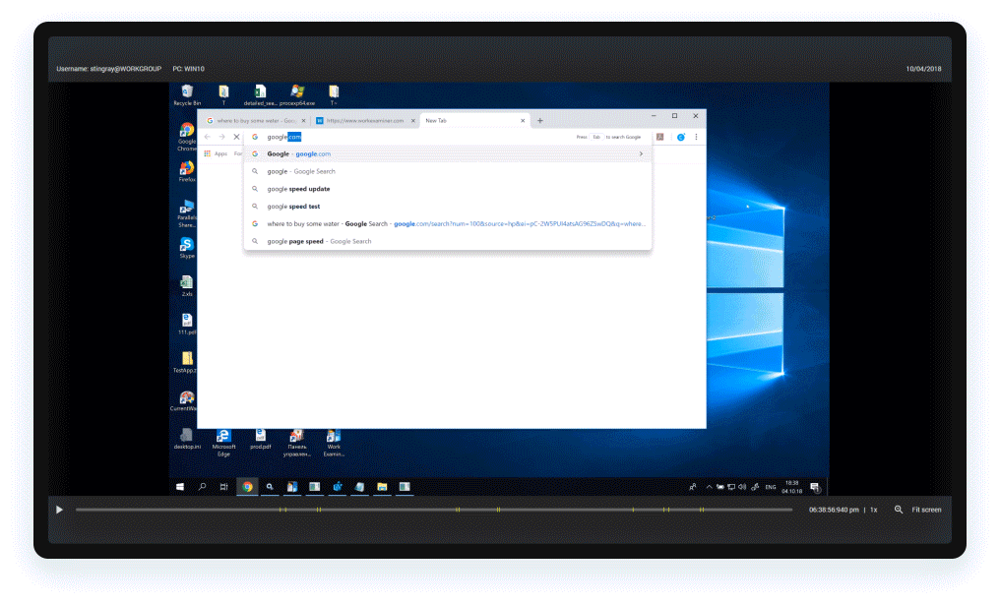 Username: stingray@WORKGROUP PC: WIN10 10/04/2018
Recycle Bin T detailed_sea... procexp64.exe T-
where to buy some water - Goo... https://www.workexaminer.com New Tab
google.com Press Tab to search Google
Google Chrome
Apps For
Google - google.com
google - Google Search
Firefox
google speed update
google speed test
Parallels Share...
where to buy some water - Google Search - google.com/search?num=100&source=hp&ei=
google page speed - Google Search
Skype
2.xls
111.pdf
TestApp.z
CurrentWa
desktop.ini Microsoft Edge prod.pdf Панель управлен... Work Examin...
ENG 18:38 04.10.18
06:38:56:940 pm | 1x Fit screen